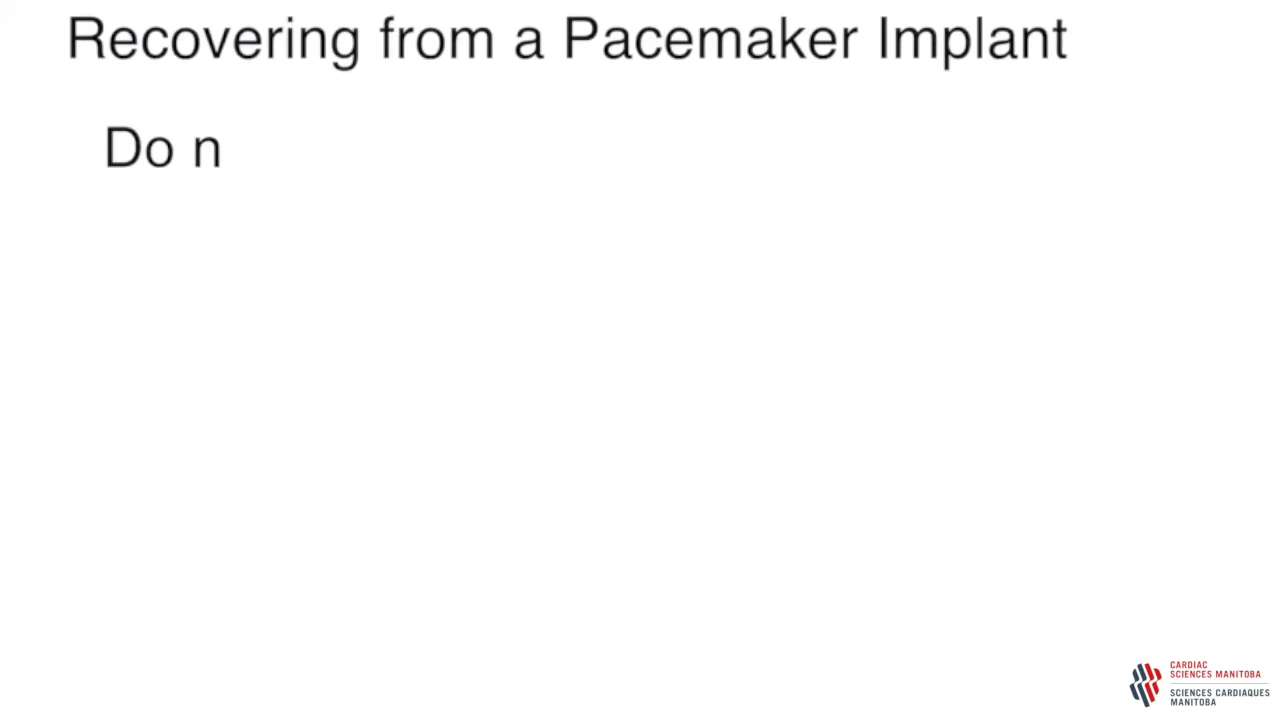 Recovering from a Pacemaker Implant
Do n
CARDIAC
SCIENCES MANITOBA
SCIENCES CARDIAQUES
MANITOBA